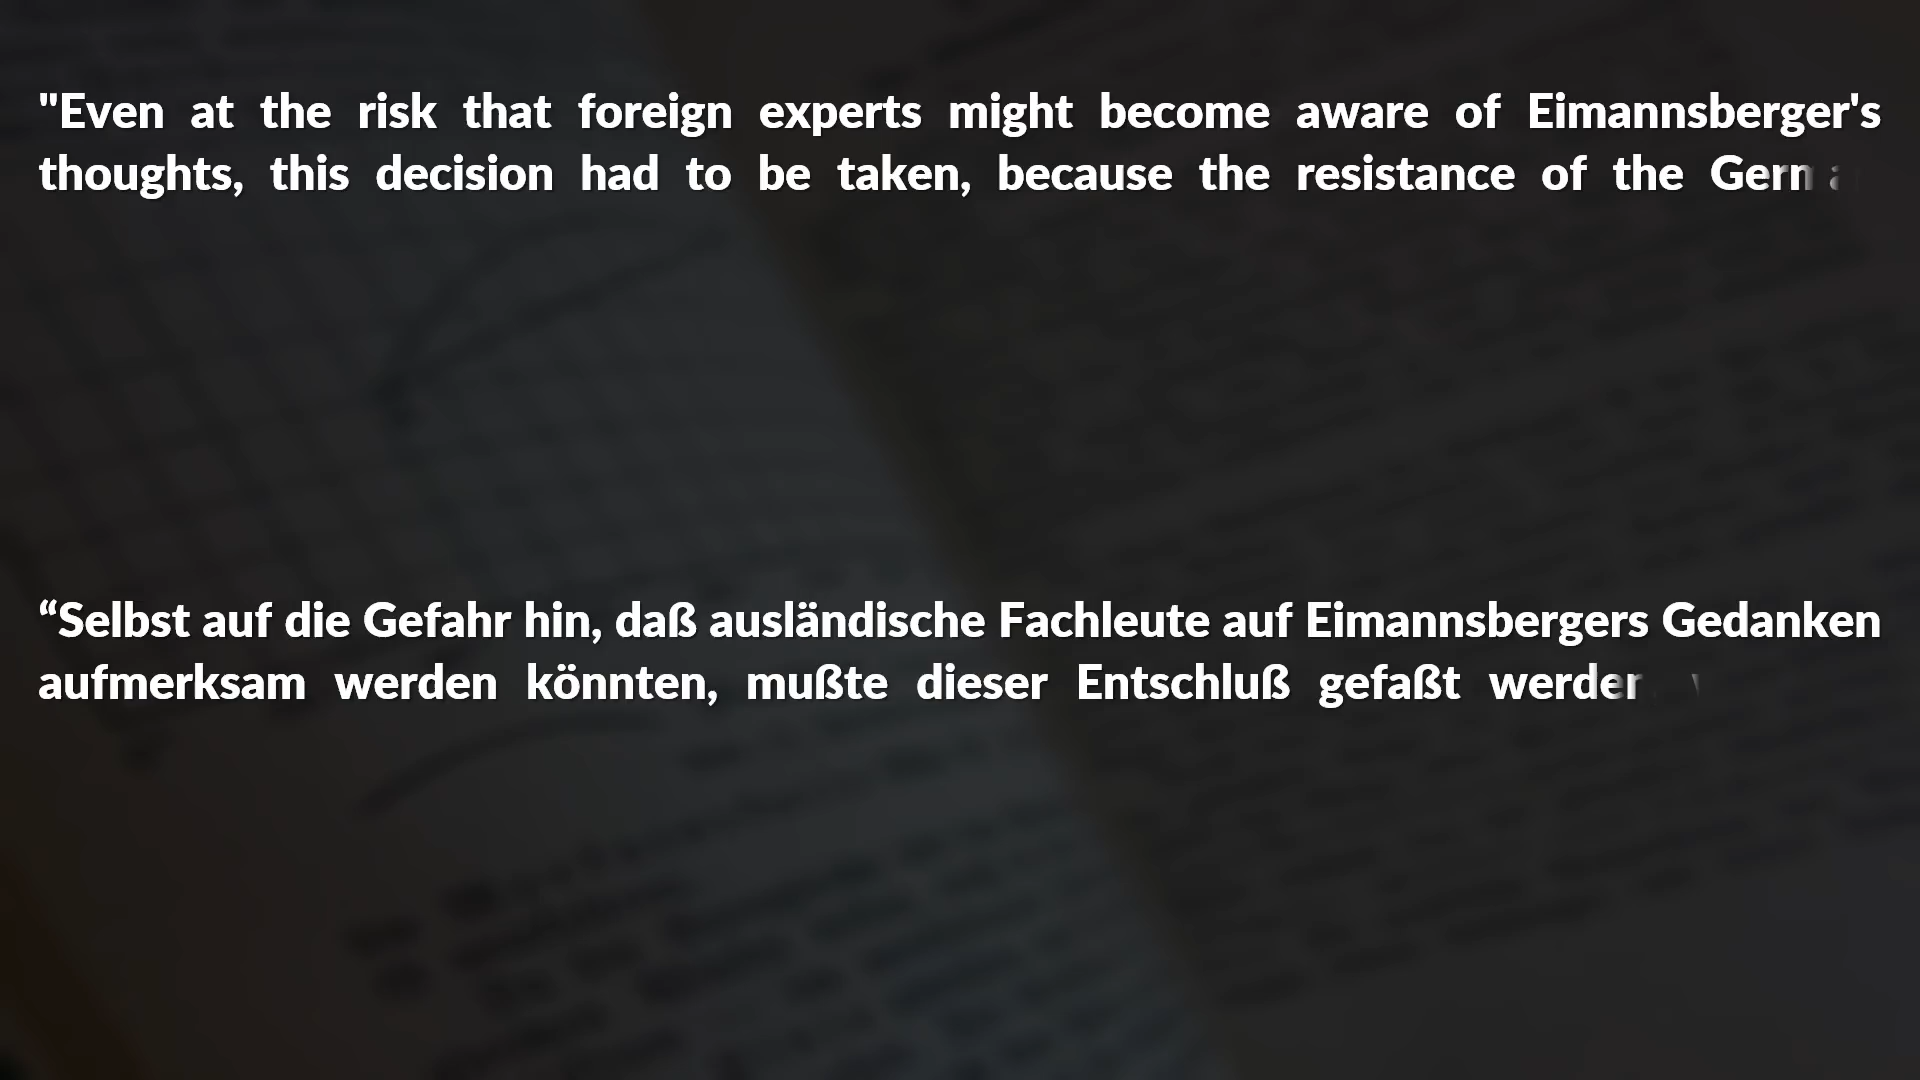 "Even at the risk that foreign experts might become aware of Eimannsberger's
thoughts, this decision had to be taken, because the resistance of the
“Selbst auf die Gefahr hin, daß ausländische Fachleute auf Eimannsbergers Gedanken
aufmerksam werden könnten, mußte dieser Entschluß gefaßt